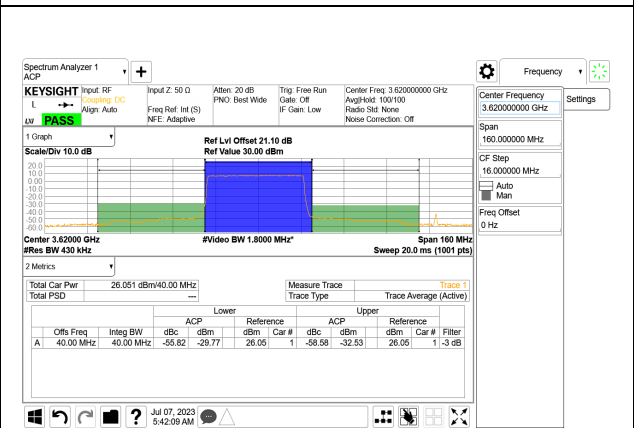 Spectrum Analyzer 1
ACP
KEYSIGHT
L
LXI
PASS
Input: RF
Coupling: DC
Align: Auto
Input Z: 50 Ω
Freq Ref: Int (S)
NFE: Adaptive
Atten: 20 dB
PNO: Best Wide
Trig: Free Run
Gate: Off
IF Gain: Low
Center Freq: 3.620000000 GHz
Avg|Hold: 100/100
Radio Std: None
Noise Correction: Off
1 Graph
Scale/Div 10.0 dB
Ref Lvl Offset 21.10 dB
Ref Value 30.00 dBm
20.0
10.0
0.00
-10.0
-20.0
-30.0
-40.0
-50.0
-60.0
Center 3.62000 GHz
#Video BW 1.8000 MHz*
Span 160 MHz
#Res BW 430 kHz
Sweep 20.0 ms (1001 pts)
2 Metrics
Total Car Pwr 26.051 dBm/40.00 MHz
Total PSD ---
Measure Trace Trace 1
Trace Type Trace Average (Active)
Lower Upper
ACP Reference ACP Reference
Offs Freq Integ BW dBc dBm dBm Car # dBc dBm dBm Car # Filter
A 40.00 MHz 40.00 MHz -55.82 -29.77 26.05 1 -58.58 -32.53 26.05 1 -3 dB
Jul 07, 2023
5:42:09 AM
Frequency
Settings
Center Frequency
3.620000000 GHz
Span
160.000000 MHz
CF Step
16.000000 MHz
Auto
Man
Freq Offset
0 Hz